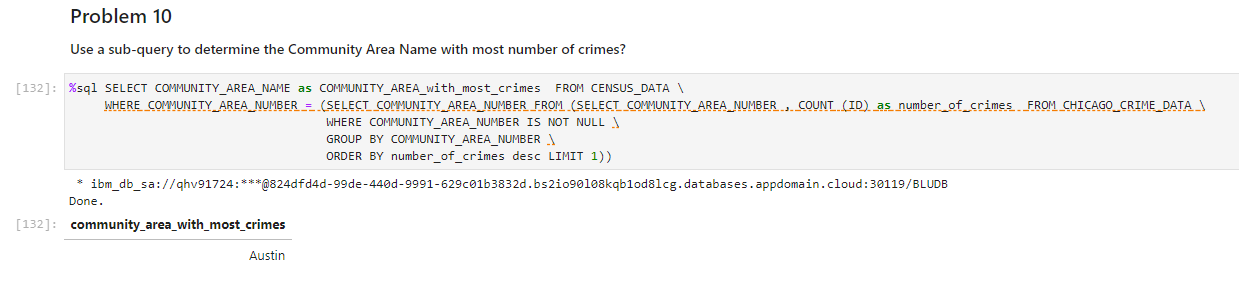 Problem 10
Use a sub-query to determine the Community Area Name with most number of crimes?
[132]: %sql SELECT COMMUNITY_AREA_NAME as COMMUNITY_AREA_with_most_crimes  FROM CENSUS_DATA \
WHERE COMMUNITY_AREA_NUMBER = (SELECT COMMUNITY_AREA_NUMBER FROM (SELECT COMMUNITY_AREA_NUMBER , COUNT (ID) as number_of_crimes  FROM CHICAGO_CRIME_DATA \
WHERE COMMUNITY_AREA_NUMBER IS NOT NULL \
GROUP BY COMMUNITY_AREA_NUMBER \
ORDER BY number_of_crimes desc LIMIT 1))
* ibm_db_sa://qhv91724:***@824dfd4d-99de-440d-9991-629c01b3832d.bs2io90l08kqb1od8lcg.databases.appdomain.cloud:30119/BLUDB
Done.
[132]: community_area_with_most_crimes
Austin